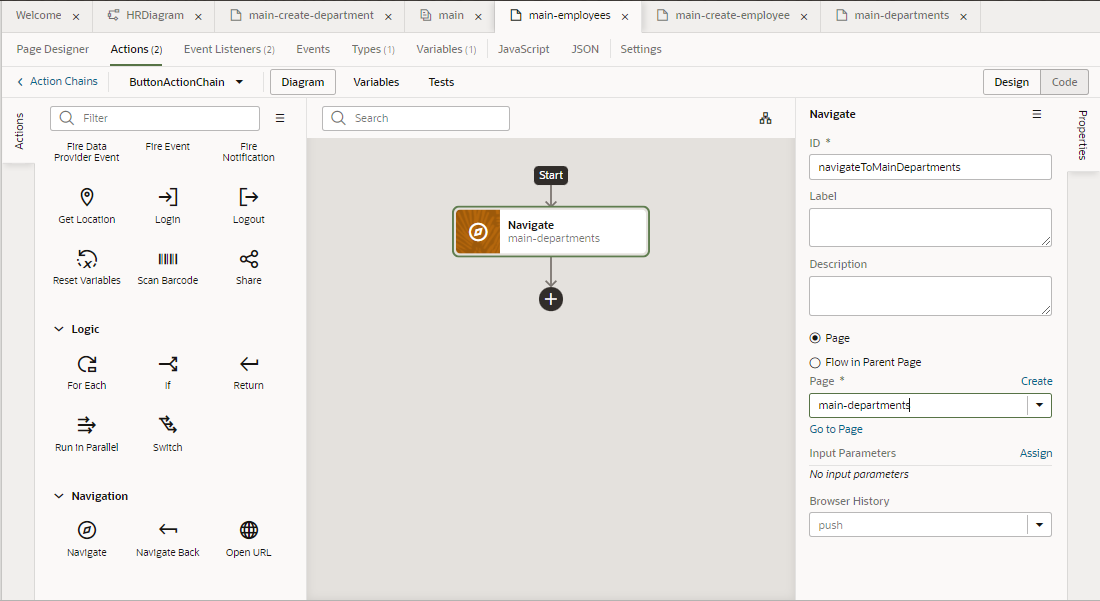 Welcome
HRDiagram
main-create-department
main
main-employees
main-create-employee
main-departments
Page Designer
Actions (2)
Event Listeners (2)
Events
Types (1)
Variables (1)
JavaScript
JSON
Settings
Action Chains
ButtonActionChain
Diagram
Variables
Tests
Design
Code
Actions
Filter
Fire Data
Provider Event
Fire Event
Fire
Notification
Get Location
Login
Logout
Reset Variables
Scan Barcode
Share
Logic
For Each
If
Return
Run in Parallel
Switch
Navigation
Navigate
Navigate Back
Open URL
Search
Start
Navigate
main-departments
Navigate
ID *
navigateToMainDepartments
Label
Description
Page
Flow in Parent Page
Page *
Create
main-departments
Go to Page
Input Parameters
Assign
No input parameters
Browser History
push
Properties